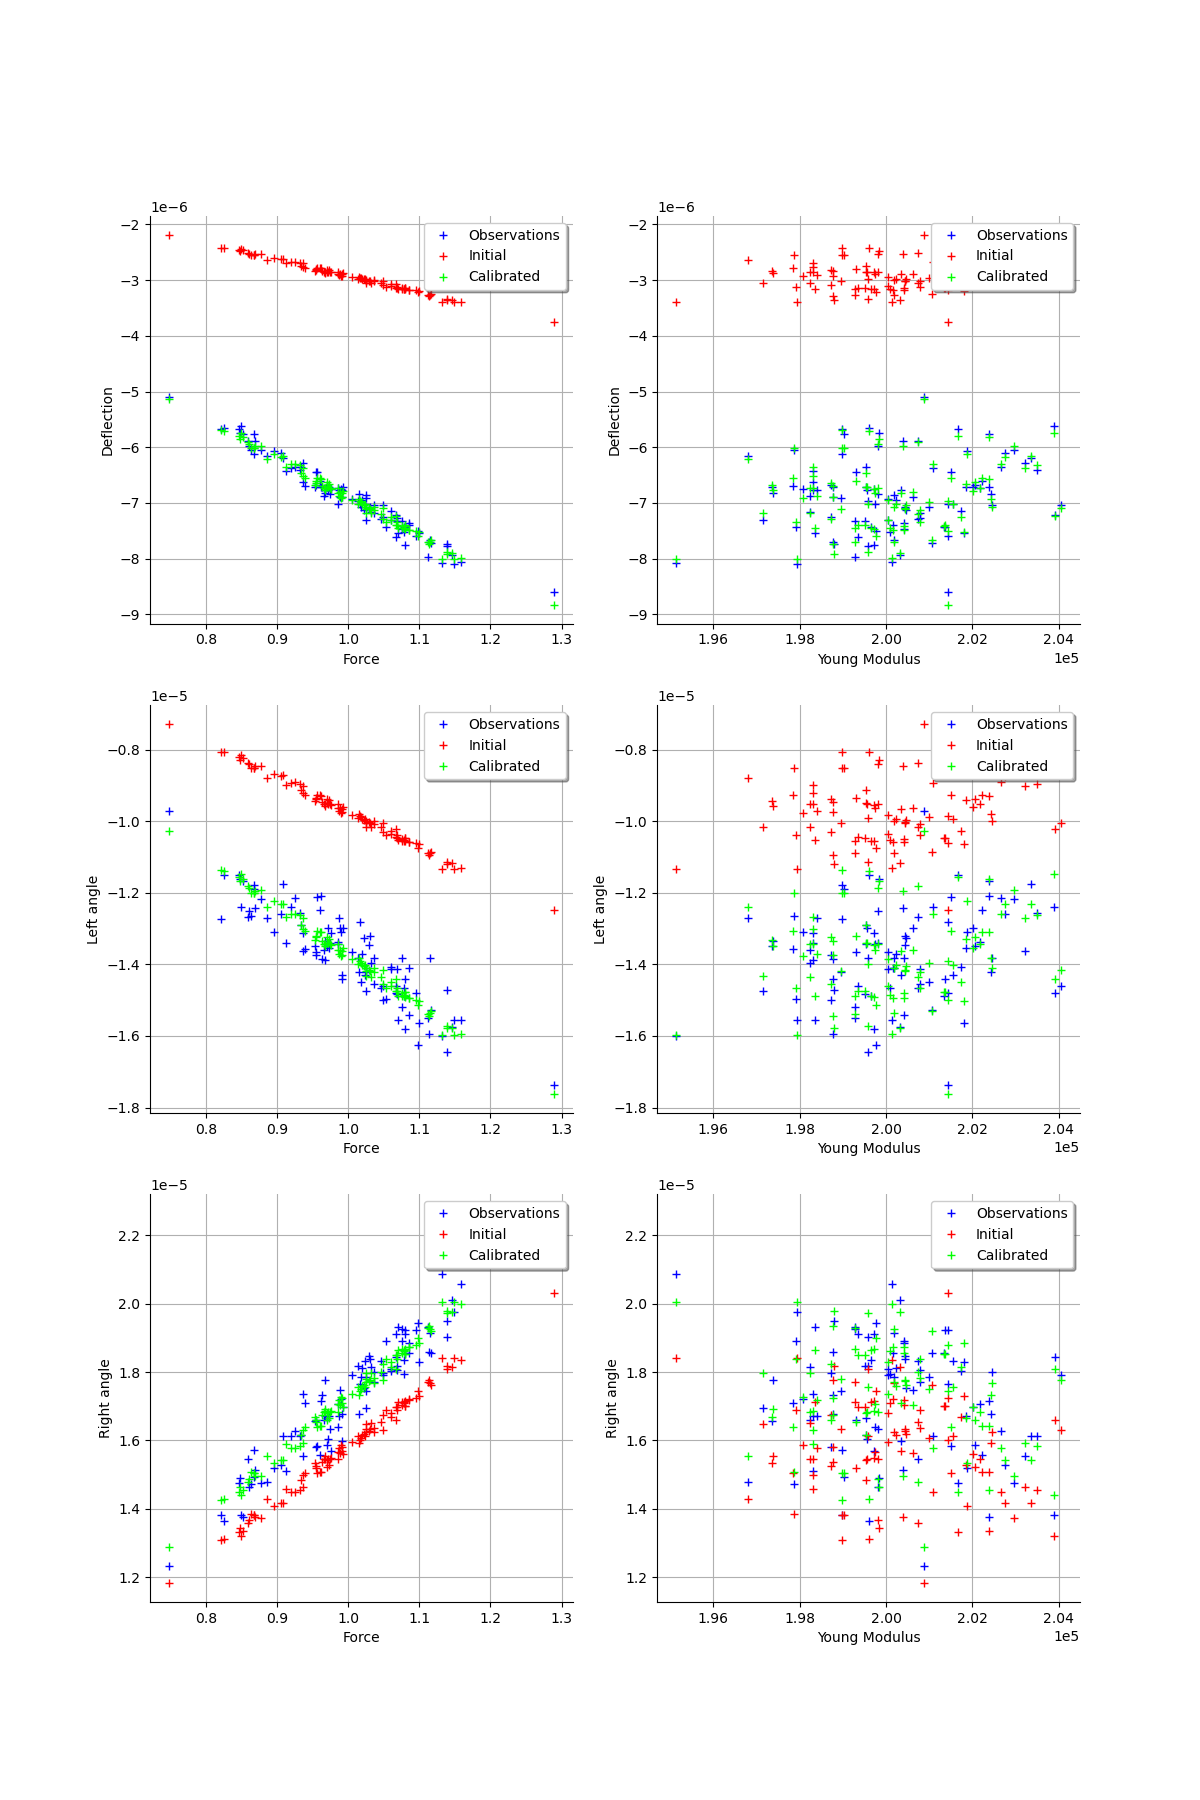 1e−6
−2
−3
−4
−5
−6
−7
−8
−9
Deflection
Observations
Initial
Calibrated
0.8 0.9 1.0 1.1 1.2 1.3
Force
1e−6
−2
−3
−4
−5
−6
−7
−8
−9
Deflection
Observations
Initial
Calibrated
1.96 1.98 2.00 2.02 2.04
1e5
Young Modulus
1e−5
−0.8
−1.0
−1.2
−1.4
−1.6
−1.8
Left angle
Observations
Initial
Calibrated
0.8 0.9 1.0 1.1 1.2 1.3
Force
1e−5
−0.8
−1.0
−1.2
−1.4
−1.6
−1.8
Left angle
Observations
Initial
Calibrated
1.96 1.98 2.00 2.02 2.04
1e5
Young Modulus
1e−5
2.2
2.0
1.8
1.6
1.4
1.2
Right angle
Observations
Initial
Calibrated
0.8 0.9 1.0 1.1 1.2 1.3
Force
1e−5
2.2
2.0
1.8
1.6
1.4
1.2
Right angle
Observations
Initial
Calibrated
1.96 1.98 2.00 2.02 2.04
1e5
Young Modulus